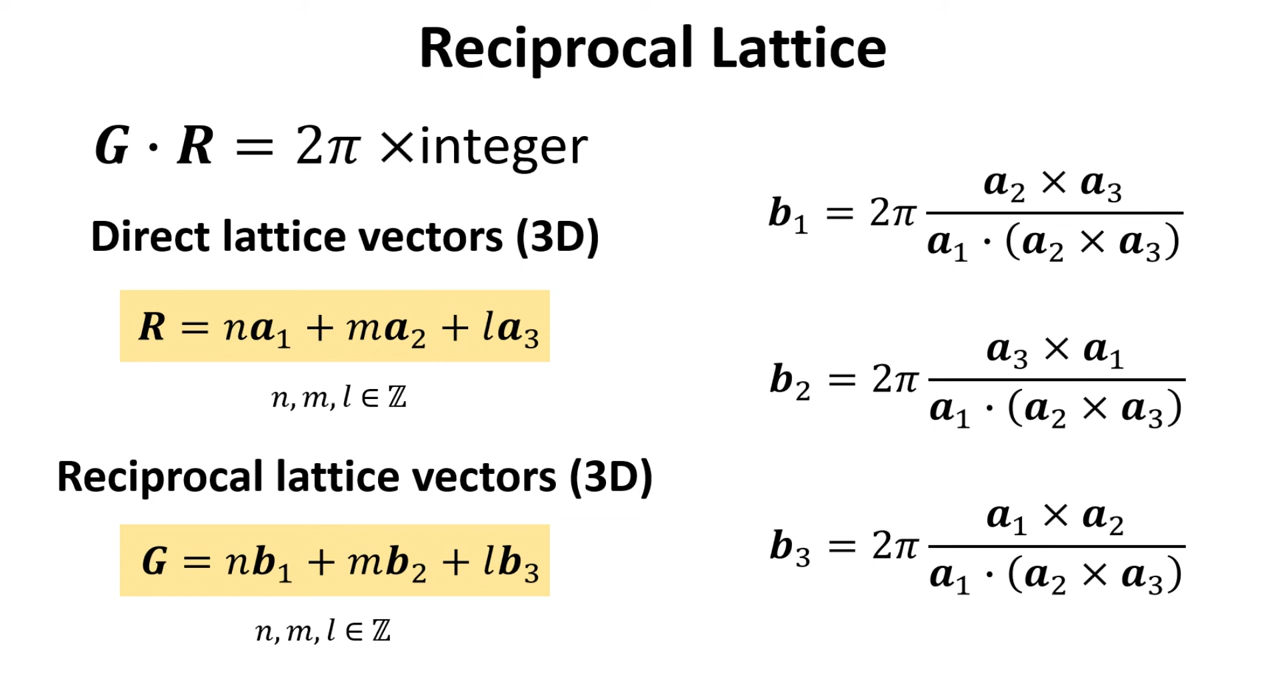 Reciprocal Lattice
G · R = 2π ×integer
Direct lattice vectors (3D)
R = na₁ + ma₂ + la₃
n, m, l ∈ ℤ
Reciprocal lattice vectors (3D)
G = nb₁ + mb₂ + lb₃
n, m, l ∈ ℤ
b₁ = 2π (a₂ × a₃) / (a₁ · (a₂ × a₃))
b₂ = 2π (a₃ × a₁) / (a₁ · (a₂ × a₃))
b₃ = 2π (a₁ × a₂) / (a₁ · (a₂ × a₃))